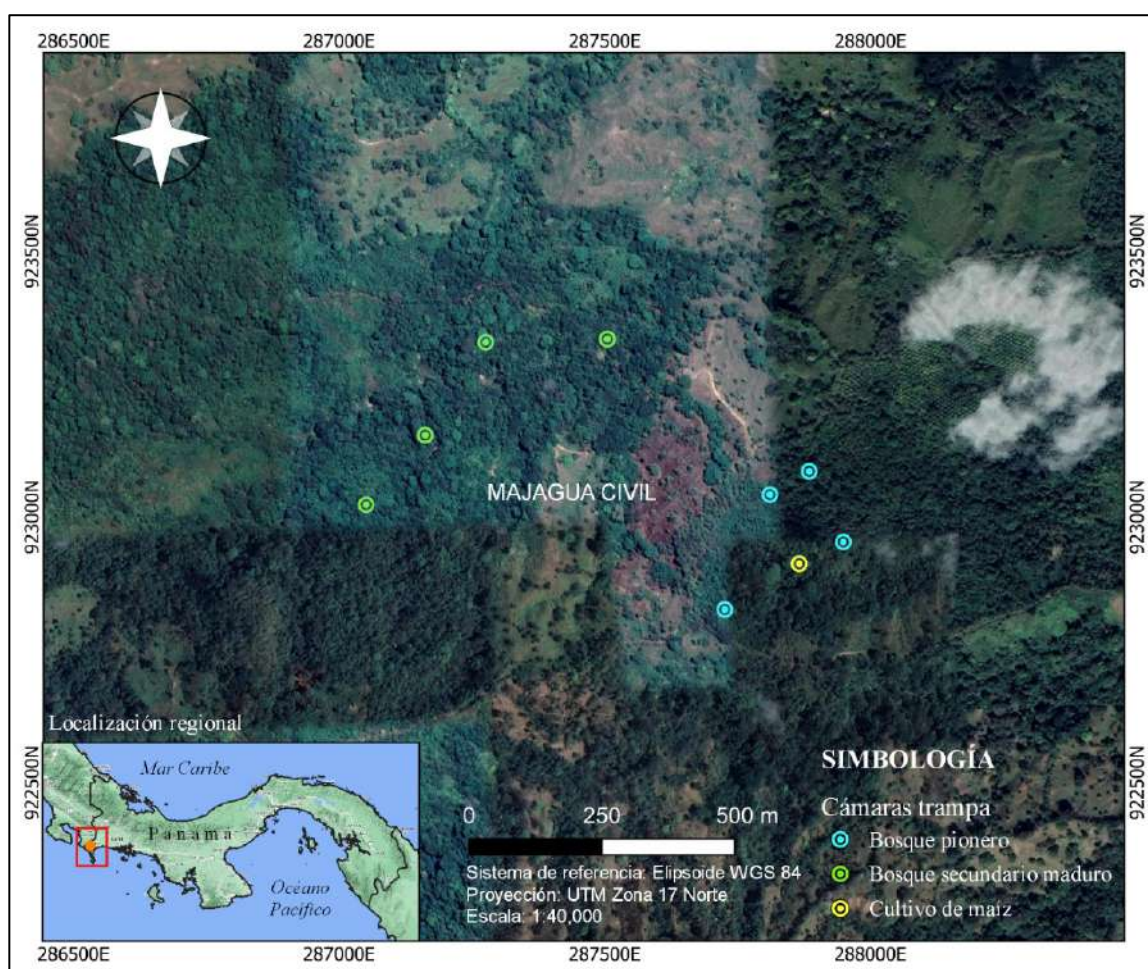 286500E 287000E 287500E 288000E
923500N
923500N
MAJAGUA CIVIL
923000N
923000N
Localización regional
Mar Caribe
Panama
Océano
Pacífico
922500N
922500N
0 250 500 m
Sistema de referencia: Elipsoide WGS 84
Proyección: UTM Zona 17 Norte
Escala: 1:40,000
SIMBOLOGÍA
Cámaras trampa
Bosque pionero
Bosque secundario maduro
Cultivo de maíz
286500E 287000E 287500E 288000E